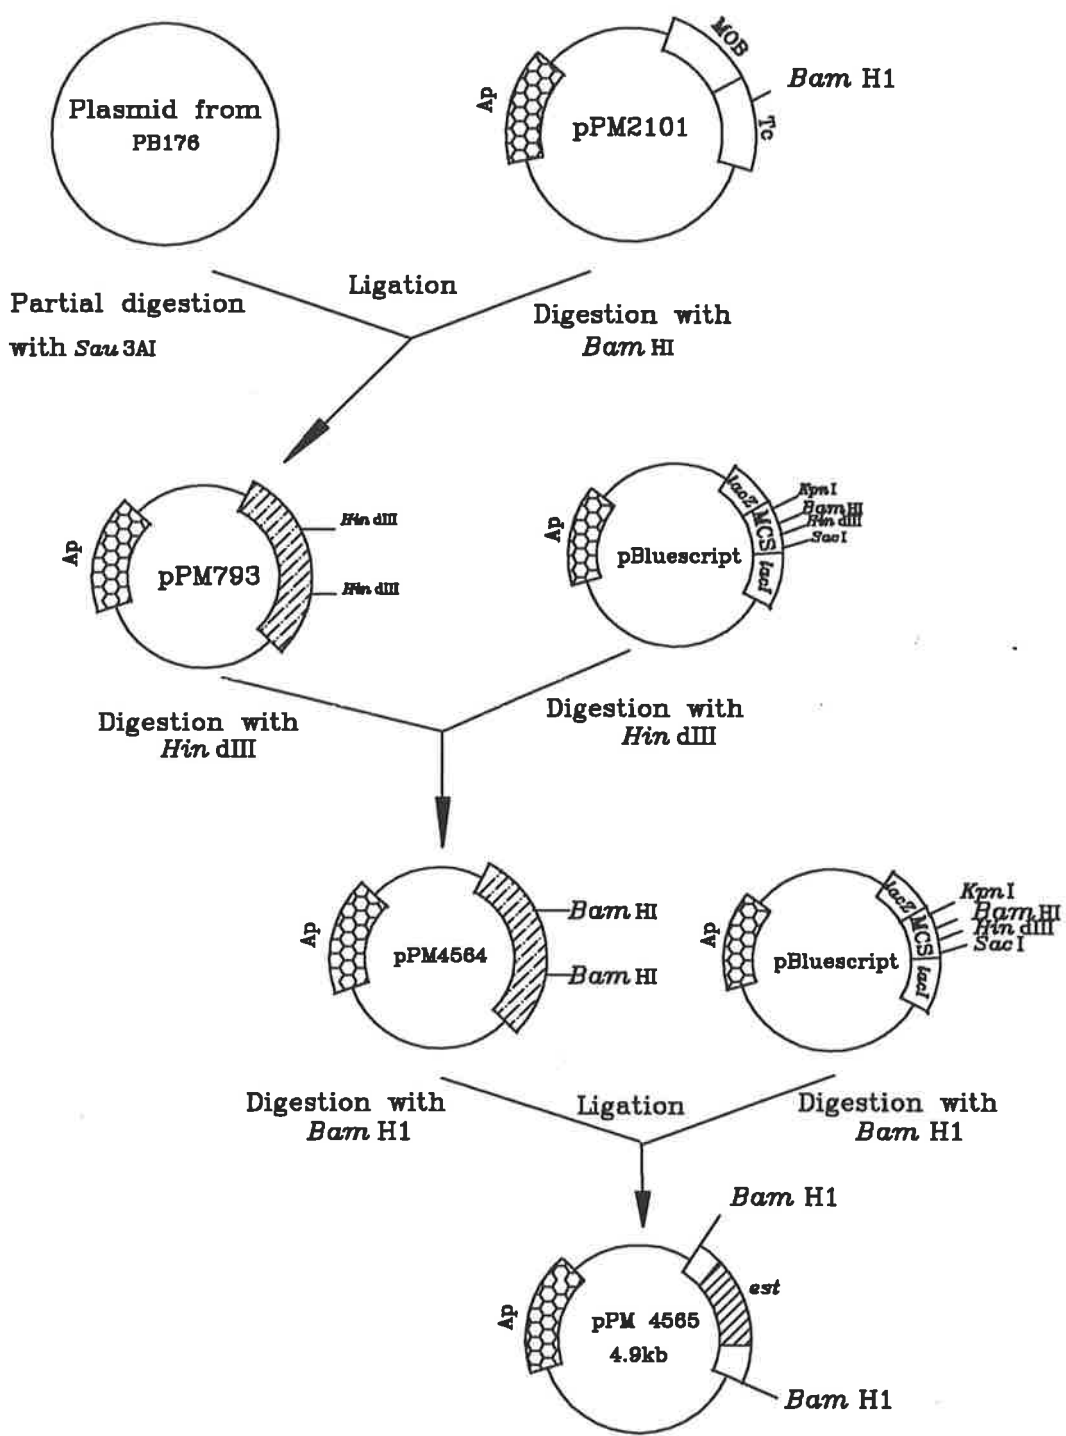 MOB
Bam H1
Ap
Tc
Plasmid from
PB176
pPM2101
Ligation
Partial digestion
with Sau 3AI
Digestion with
Bam HI
Kpn I
Bam HI
Hin dIII
Sac I
lacZ
MCS
lacI
Hin dIII
Hin dIII
Ap
pPM793
Ap
pBluescript
Digestion with
Hin dIII
Digestion with
Hin dIII
Ap
pPM4564
Bam HI
Bam HI
Ap
pBluescript
lacZ
MCS
lacI
Kpn I
Bam HI
Hin dIII
Sac I
Digestion with
Bam H1
Ligation
Digestion with
Bam H1
Bam H1
est
Ap
pPM 4565
4.9kb
Bam H1